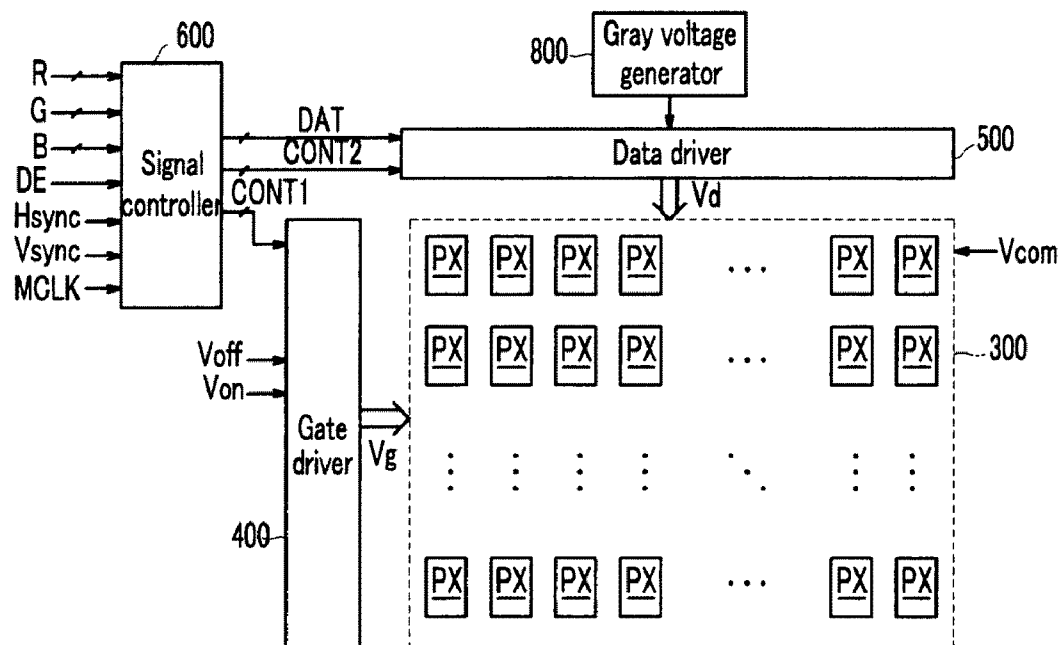 600
R
G
B
DE
Hsync
Vsync
MCLK
Signal
controller
DAT
CONT2
CONT1
800
Gray voltage
generator
Data driver
500
Vd
Vcom
300
Voff
Von
Gate
driver
400
Vg
PX PX PX PX ... PX PX
PX PX PX PX ... PX PX
PX PX PX PX ... PX PX